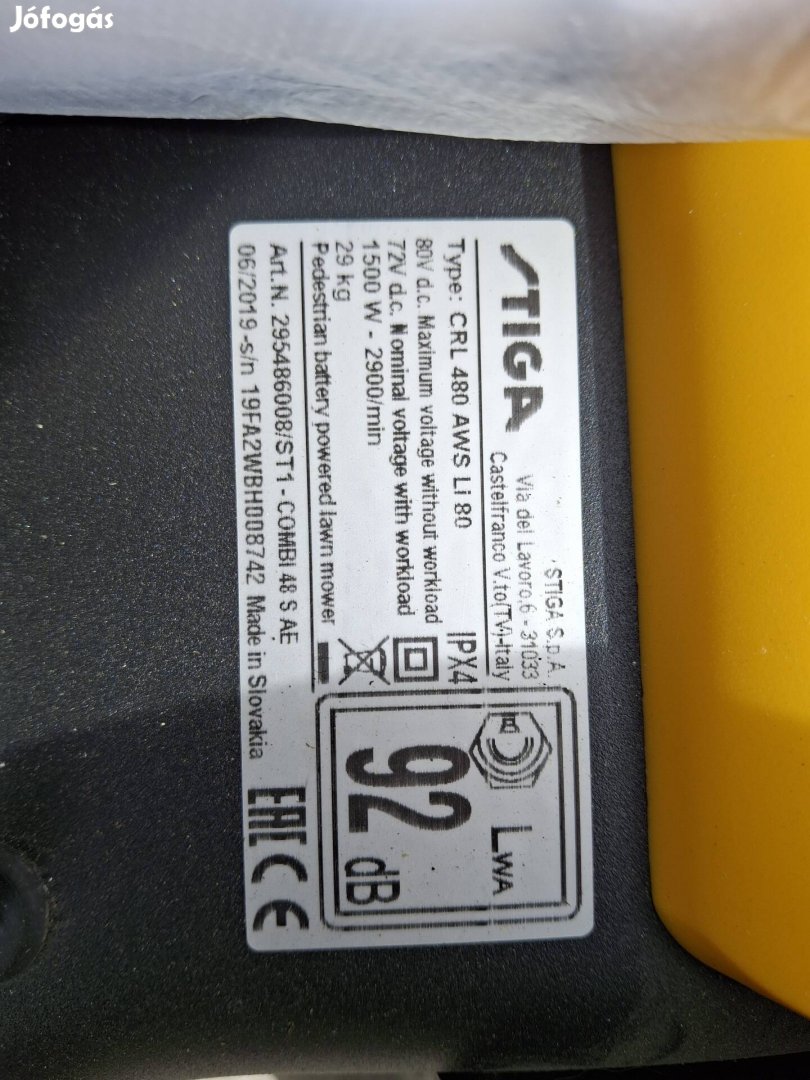 Jófogás
STIGA
STIGA S.p.A.
Via del Lavoro,6 - 31033
Castelfranco V.to(TV)-Italy
Type: CRL 480 AWS Li 80
80V d.c. Maximum voltage without workload
72V d.c. Nominal voltage with workload
1500 W - 2900/min
29 kg
IPX4
Pedestrian battery powered lawn mower
Art.N. 295486008/ST1 - COMBI 48 S AE
06/2019 -s/n 19FA2WBH008742 Made in Slovakia
LWA
92
dB
EAC CE